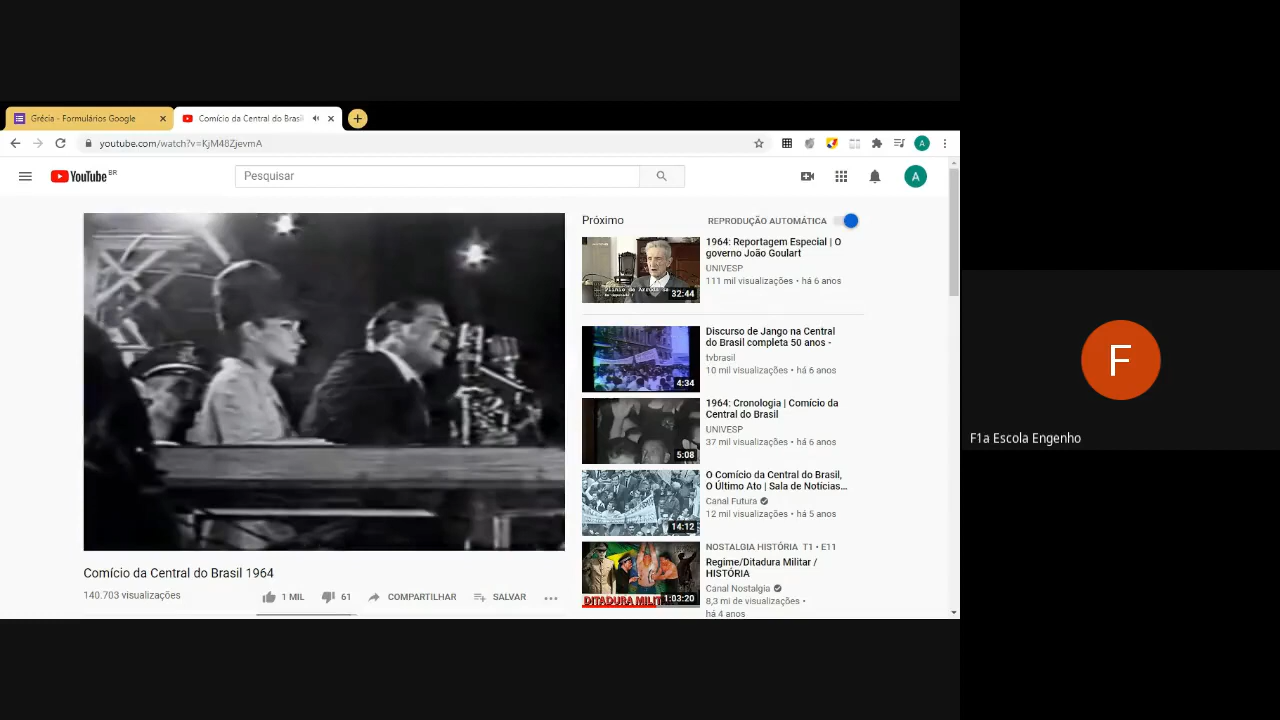 Grécia - Formulários Google
Comício da Central do Brasil
youtube.com/watch?v=KjM48ZjevmA
A
YouTube BR
Pesquisar
A
Próximo
REPRODUÇÃO AUTOMÁTICA
1964: Reportagem Especial | O
governo João Goulart
UNIVESP
111 mil visualizações • há 6 anos
32:44
Discurso de Jango na Central
do Brasil completa 50 anos -
tvbrasil
10 mil visualizações • há 6 anos
4:34
1964: Cronologia | Comício da
Central do Brasil
UNIVESP
37 mil visualizações • há 6 anos
5:08
O Comício da Central do Brasil,
O Último Ato | Sala de Notícias...
Canal Futura
12 mil visualizações • há 5 anos
14:12
NOSTALGIA HISTÓRIA T1 • E11
Regime/Ditadura Militar /
HISTÓRIA
Canal Nostalgia
8,3 mi de visualizações •
há 4 anos
DITADURA MILIT
1:03:20
Comício da Central do Brasil 1964
140.703 visualizações
1 MIL
61
COMPARTILHAR
SALVAR
F
F1a Escola Engenho